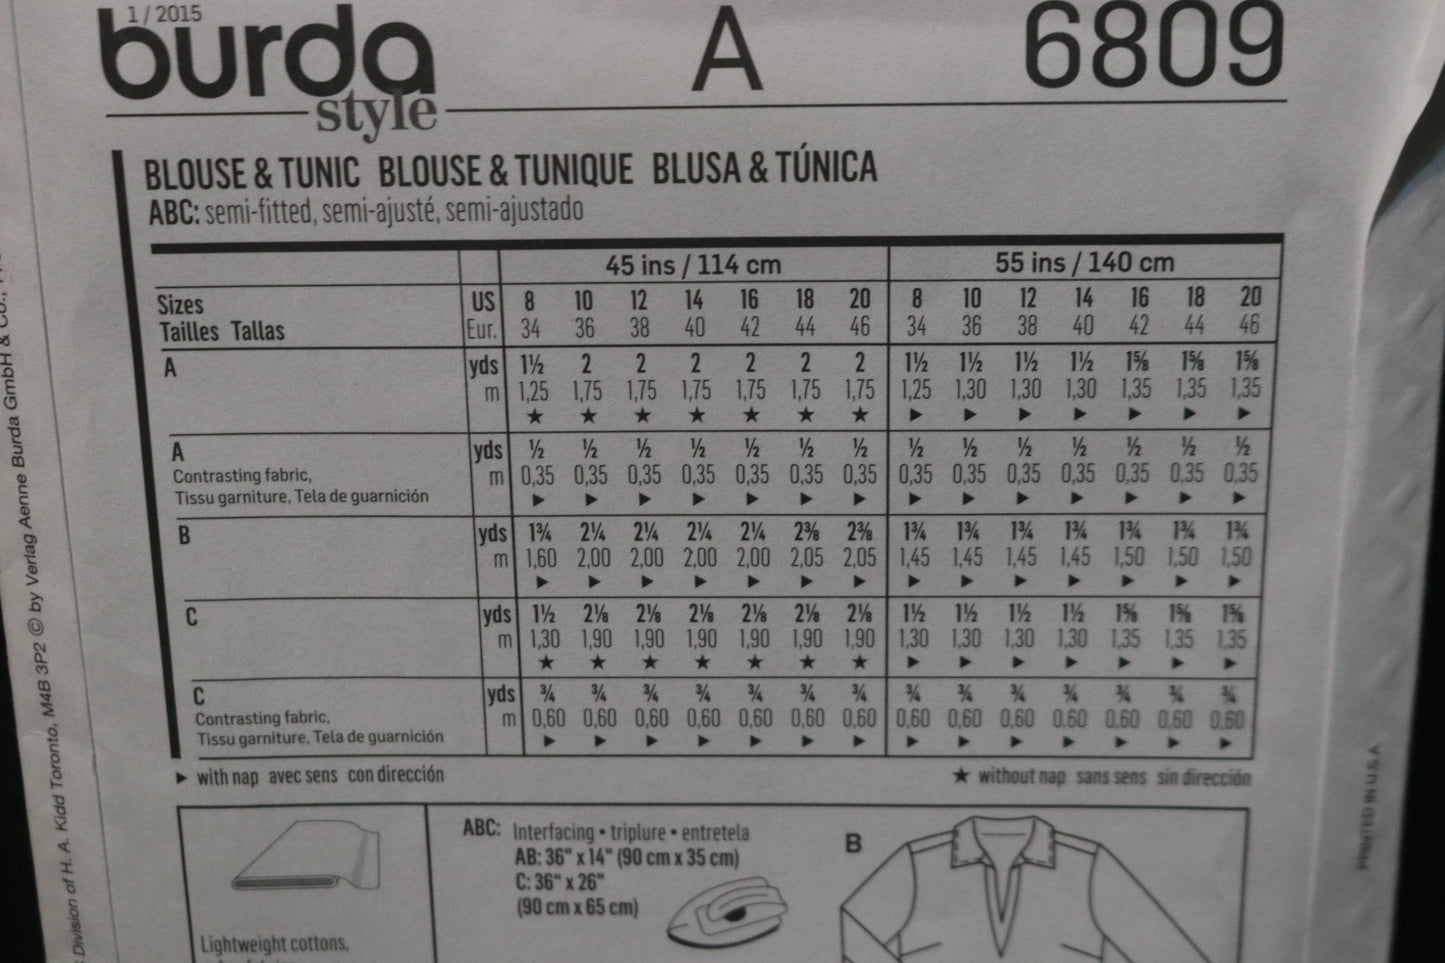 1 / 2015
burda
style
A
6809
BLOUSE & TUNIC BLOUSE & TUNIQUE BLUSA & TÚNICA
ABC: semi-fitted, semi-ajusté, semi-ajustado
45 ins / 114 cm 55 ins / 140 cm
Sizes US 8 10 12 14 16 18 20 8 10 12 14 16 18 20
Tailles Tallas Eur. 34 36 38 40 42 44 46 34 36 38 40 42 44 46
A yds 1½ 2 2 2 2 2 2 1½ 1½ 1½ 1½ 1⅝ 1⅝ 1⅝
m 1,25 1,75 1,75 1,75 1,75 1,75 1,75 1,25 1,30 1,30 1,30 1,35 1,35 1,35
★ ★ ★ ★ ★ ★ ★ ► ► ► ► ► ► ►
A yds ½ ½ ½ ½ ½ ½ ½ ½ ½ ½ ½ ½ ½ ½
Contrasting fabric, m 0,35 0,35 0,35 0,35 0,35 0,35 0,35 0,35 0,35 0,35 0,35 0,35 0,35 0,35
Tissu garniture, Tela de guarnición ► ► ► ► ► ► ► ► ► ► ► ► ► ►
B yds 1¾ 2¼ 2¼ 2¼ 2¼ 2⅜ 2⅜ 1¾ 1¾ 1¾ 1¾ 1¾ 1¾ 1¾
m 1,60 2,00 2,00 2,00 2,00 2,05 2,05 1,45 1,45 1,45 1,45 1,50 1,50 1,50
► ► ► ► ► ► ► ► ► ► ► ► ► ►
C yds 1½ 2⅛ 2⅛ 2⅛ 2⅛ 2⅛ 2⅛ 1½ 1½ 1½ 1½ 1⅝ 1⅝ 1⅝
m 1,30 1,90 1,90 1,90 1,90 1,90 1,90 1,30 1,30 1,30 1,30 1,35 1,35 1,35
★ ★ ★ ★ ★ ★ ★ ► ► ► ► ► ► ►
C yds ¾ ¾ ¾ ¾ ¾ ¾ ¾ ¾ ¾ ¾ ¾ ¾ ¾ ¾
Contrasting fabric, m 0,60 0,60 0,60 0,60 0,60 0,60 0,60 0,60 0,60 0,60 0,60 0,60 0,60 0,60
Tissu garniture, Tela de guarnición ► ► ► ► ► ► ► ► ► ► ► ► ► ►
► with nap avec sens con dirección ★ without nap sans sens sin dirección
ABC: Interfacing • triplure • entretela
AB: 36" x 14" (90 cm x 35 cm)
C: 36" x 26"
(90 cm x 65 cm)
B
Lightweight cottons,
Division of H. A. Kidd Toronto, M4B 3P2 © by Verlag Aenne Burda GmbH & Co.,
PRINTED IN U.S.A.